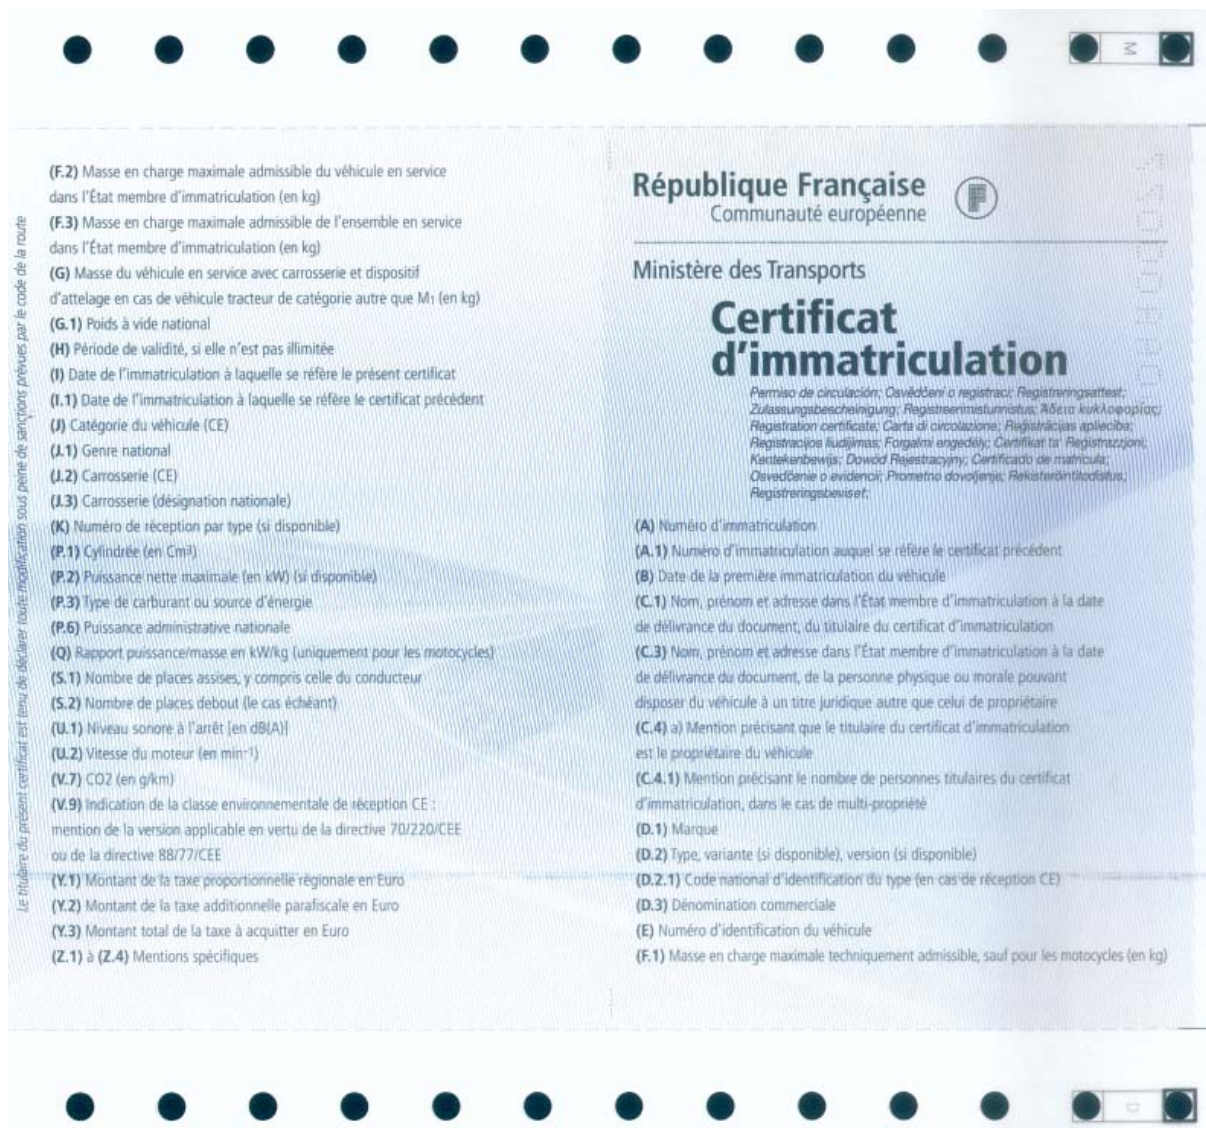 M
Le titulaire du présent certificat est tenu de déclarer toute modification sous peine de sanctions prévues par le code de la route
(F.2) Masse en charge maximale admissible du véhicule en service
dans l'État membre d'immatriculation (en kg)
(F.3) Masse en charge maximale admissible de l'ensemble en service
dans l'État membre d'immatriculation (en kg)
(G) Masse du véhicule en service avec carrosserie et dispositif
d'attelage en cas de véhicule tracteur de catégorie autre que M1 (en kg)
(G.1) Poids à vide national
(H) Période de validité, si elle n'est pas illimitée
(I) Date de l'immatriculation à laquelle se réfère le présent certificat
(I.1) Date de l'immatriculation à laquelle se réfère le certificat précédent
(J) Catégorie du véhicule (CE)
(J.1) Genre national
(J.2) Carrosserie (CE)
(J.3) Carrosserie (désignation nationale)
(K) Numéro de réception par type (si disponible)
(P.1) Cylindrée (en Cm³)
(P.2) Puissance nette maximale (en kW) (si disponible)
(P.3) Type de carburant ou source d'énergie
(P.6) Puissance administrative nationale
(Q) Rapport puissance/masse en kW/kg (uniquement pour les motocycles)
(S.1) Nombre de places assises, y compris celle du conducteur
(S.2) Nombre de places debout (le cas échéant)
(U.1) Niveau sonore à l'arrêt [en dB(A)]
(U.2) Vitesse du moteur (en min⁻¹)
(V.7) CO2 (en g/km)
(V.9) Indication de la classe environnementale de réception CE :
mention de la version applicable en vertu de la directive 70/220/CEE
ou de la directive 88/77/CEE
(Y.1) Montant de la taxe proportionnelle régionale en Euro
(Y.2) Montant de la taxe additionnelle parafiscale en Euro
(Y.3) Montant total de la taxe à acquitter en Euro
(Z.1) à (Z.4) Mentions spécifiques
République Française
Communauté européenne
F
Ministère des Transports
Certificat
d'immatriculation
Permiso de circulación; Osvědčení o registraci; Registreringsattest;
Zulassungsbescheinigung; Registreerimistunnistus; Άδεια κυκλοφορίας;
Registration certificate; Carta di circolazione; Reģistrācijas apliecība;
Registracijos liudijimas; Forgalmi engedély; Certifikat ta' Registrazzjoni;
Kentekenbewijs; Dowód Rejestracyjny; Certificado de matrícula;
Osvedčenie o evidencii; Prometno dovoljenje; Rekisteröintitodistus;
Registreringsbeviset;
(A) Numéro d'immatriculation
(A.1) Numéro d'immatriculation auquel se réfère le certificat précédent
(B) Date de la première immatriculation du véhicule
(C.1) Nom, prénom et adresse dans l'État membre d'immatriculation à la date
de délivrance du document, du titulaire du certificat d'immatriculation
(C.3) Nom, prénom et adresse dans l'État membre d'immatriculation à la date
de délivrance du document, de la personne physique ou morale pouvant
disposer du véhicule à un titre juridique autre que celui de propriétaire
(C.4) a) Mention précisant que le titulaire du certificat d'immatriculation
est le propriétaire du véhicule
(C.4.1) Mention précisant le nombre de personnes titulaires du certificat
d'immatriculation, dans le cas de multi-propriété
(D.1) Marque
(D.2) Type, variante (si disponible), version (si disponible)
(D.2.1) Code national d'identification du type (en cas de réception CE)
(D.3) Dénomination commerciale
(E) Numéro d'identification du véhicule
(F.1) Masse en charge maximale techniquement admissible, sauf pour les motocycles (en kg)
D